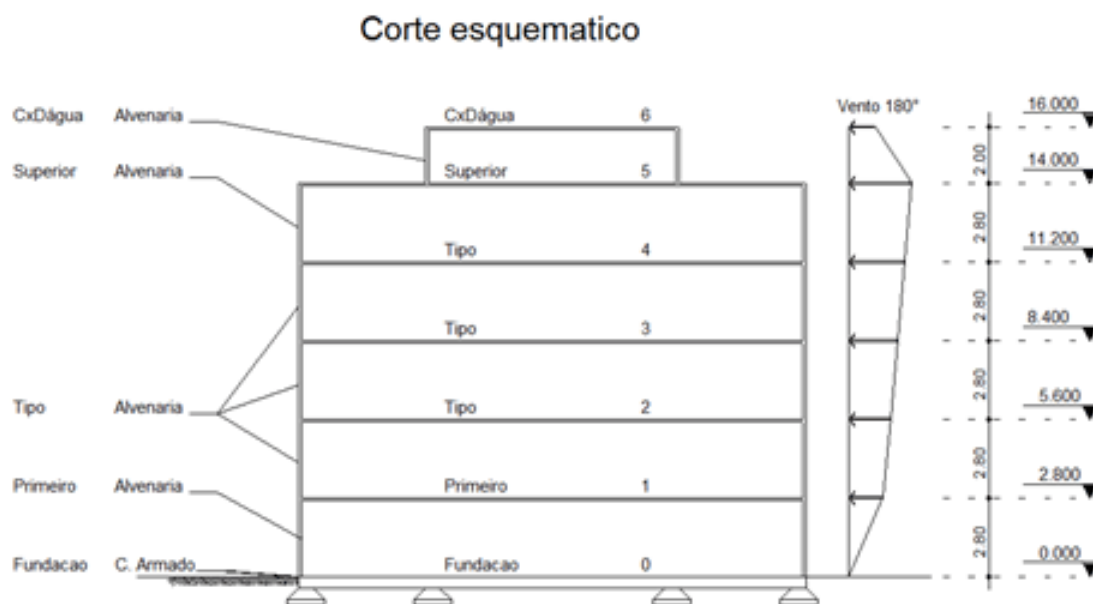 Corte esquematico
CxDágua Alvenaria CxDágua 6 Vento 180° 16.000
2.00
Superior Alvenaria Superior 5 14.000
2.80
Tipo 4 11.200
2.80
Tipo 3 8.400
2.80
Tipo Alvenaria Tipo 2 5.600
2.80
Primeiro Alvenaria Primeiro 1 2.800
2.80
Fundacao C. Armado Fundacao 0 0.000